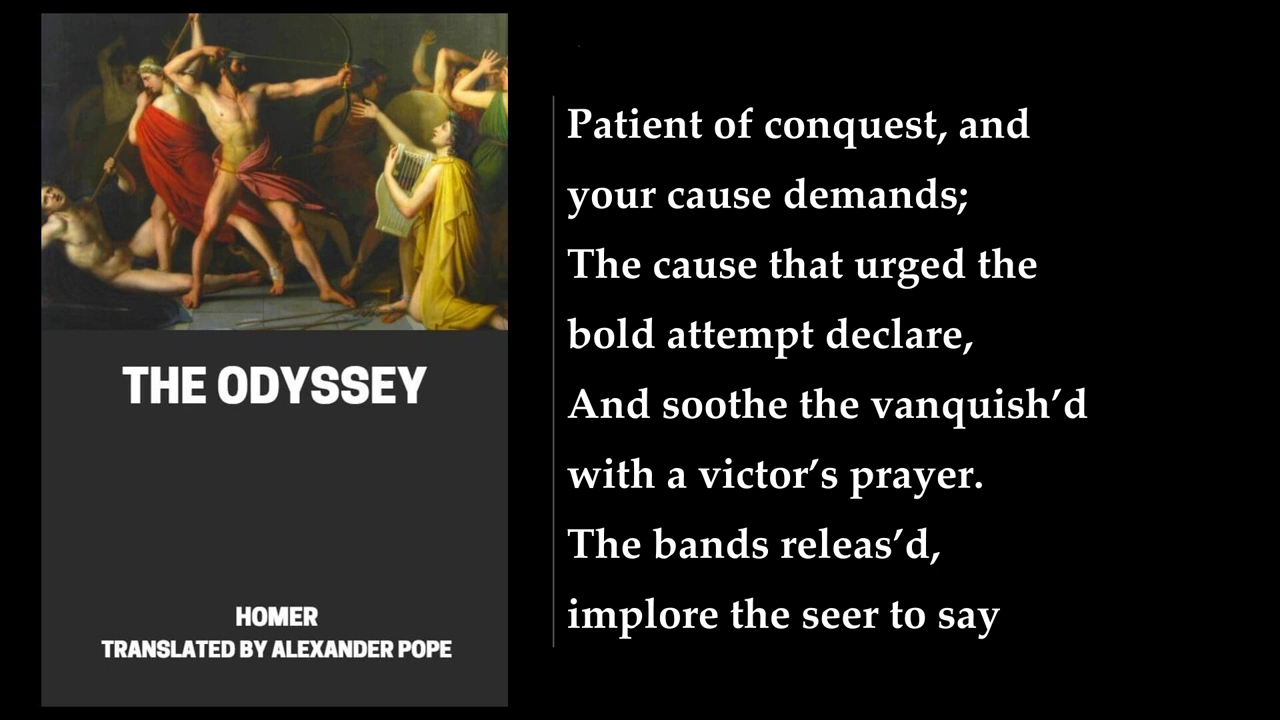 THE ODYSSEY
HOMER
TRANSLATED BY ALEXANDER POPE
Patient of conquest, and
your cause demands;
The cause that urged the
bold attempt declare,
And soothe the vanquish’d
with a victor’s prayer.
The bands releas’d,
implore the seer to say